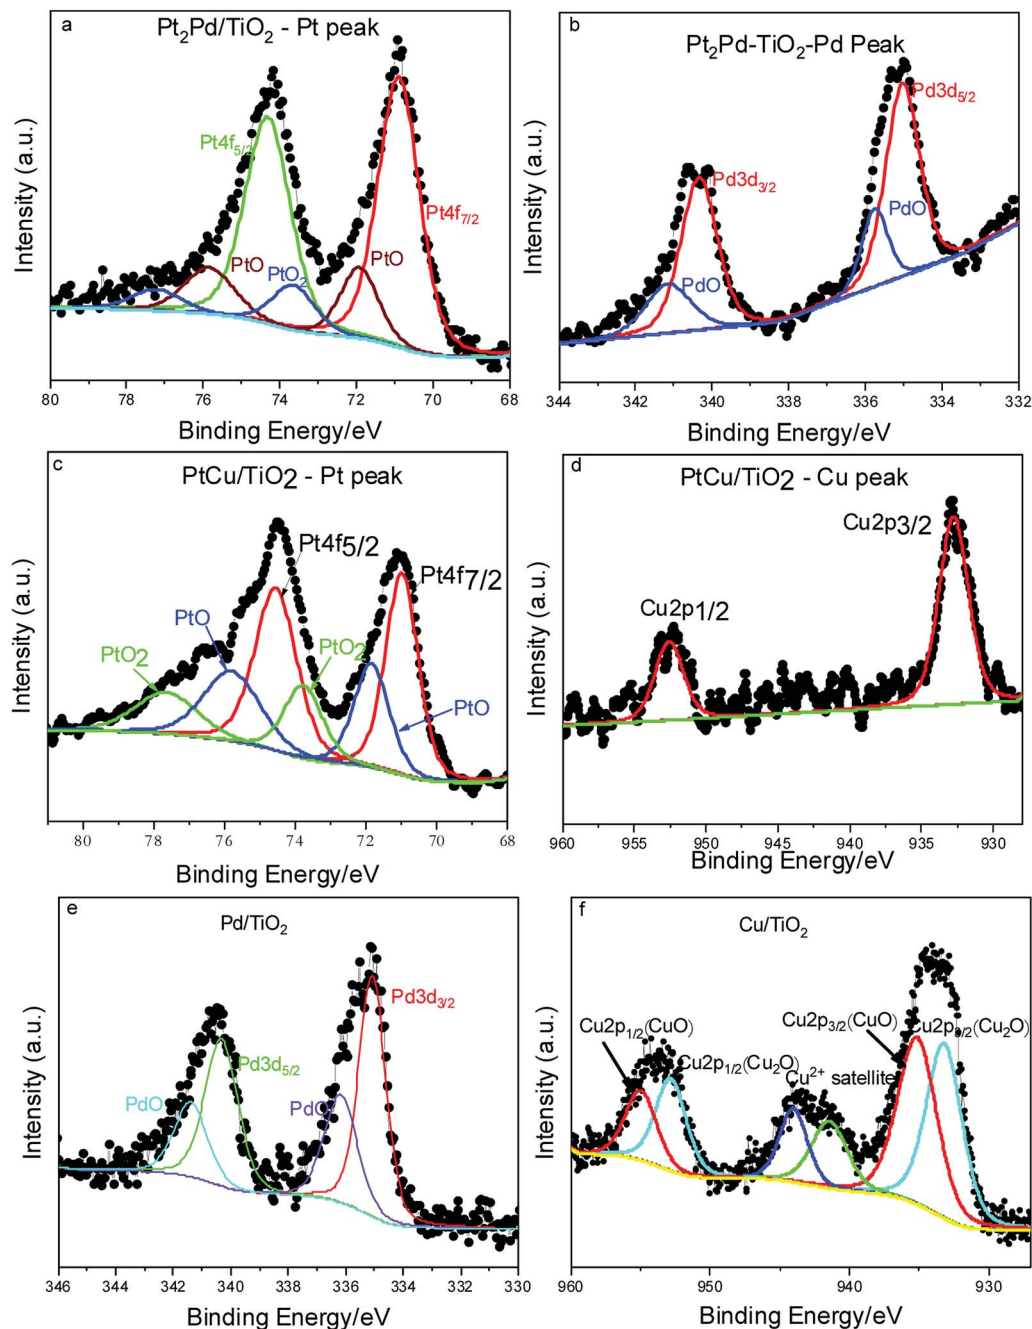 a
Pt₂Pd/TiO₂ - Pt peak
Pt4f₅/₂
Pt4f₇/₂
PtO
PtO₂
PtO
Intensity (a.u.)
80 78 76 74 72 70 68
Binding Energy/eV
b
Pt₂Pd-TiO₂-Pd Peak
Pd3d₅/₂
Pd3d₃/₂
PdO
PdO
Intensity (a.u.)
344 342 340 338 336 334 332
Binding Energy/eV
c
PtCu/TiO2 - Pt peak
Pt4f5/2
Pt4f7/2
PtO
PtO2
PtO2
PtO
Intensity (a.u.)
80 78 76 74 72 70 68
Binding Energy/eV
d
PtCu/TiO2 - Cu peak
Cu2p3/2
Cu2p1/2
Intensity (a.u.)
960 955 950 945 940 935 930
Binding Energy/eV
e
Pd/TiO₂
Pd3d₃/₂
Pd3d₅/₂
PdO
PdO
Intensity (a.u.)
346 344 342 340 338 336 334 332 330
Binding Energy/eV
f
Cu/TiO₂
Cu2p₁/₂(CuO)
Cu2p₃/₂(CuO)
Cu2p₃/₂(Cu₂O)
Cu2p₁/₂(Cu₂O)
Cu²⁺ satellite
Intensity (a.u.)
960 950 940 930
Binding Energy/eV